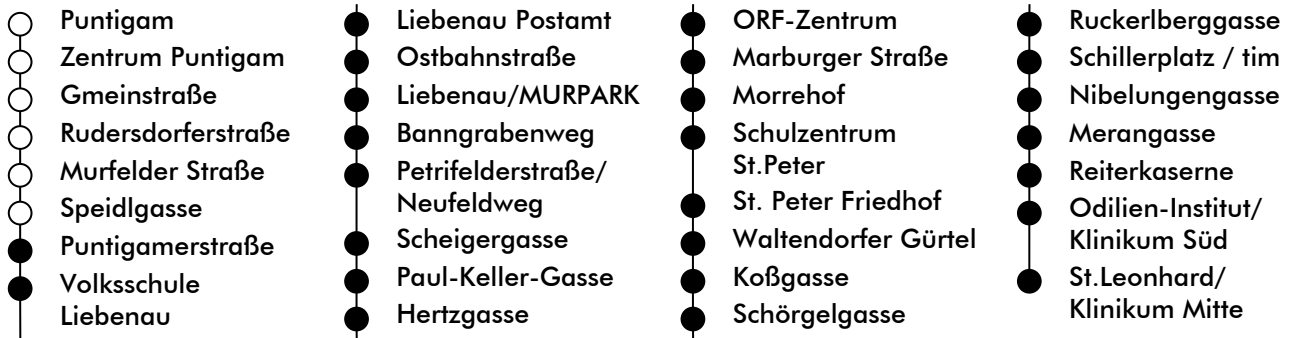 Puntigam
Zentrum Puntigam
Gmeinstraße
Rudersdorferstraße
Murfelder Straße
Speidlgasse
Puntigamerstraße
Volksschule
Liebenau
Liebenau Postamt
Ostbahnstraße
Liebenau/MURPARK
Banngrabenweg
Petrifelderstraße/
Neufeldweg
Scheigergasse
Paul-Keller-Gasse
Hertzgasse
ORF-Zentrum
Marburger Straße
Morrehof
Schulzentrum
St.Peter
St. Peter Friedhof
Waltendorfer Gürtel
Koßgasse
Schörgelgasse
Ruckerlberggasse
Schillerplatz / tim
Nibelungengasse
Merangasse
Reiterkaserne
Odilien-Institut/
Klinikum Süd
St.Leonhard/
Klinikum Mitte